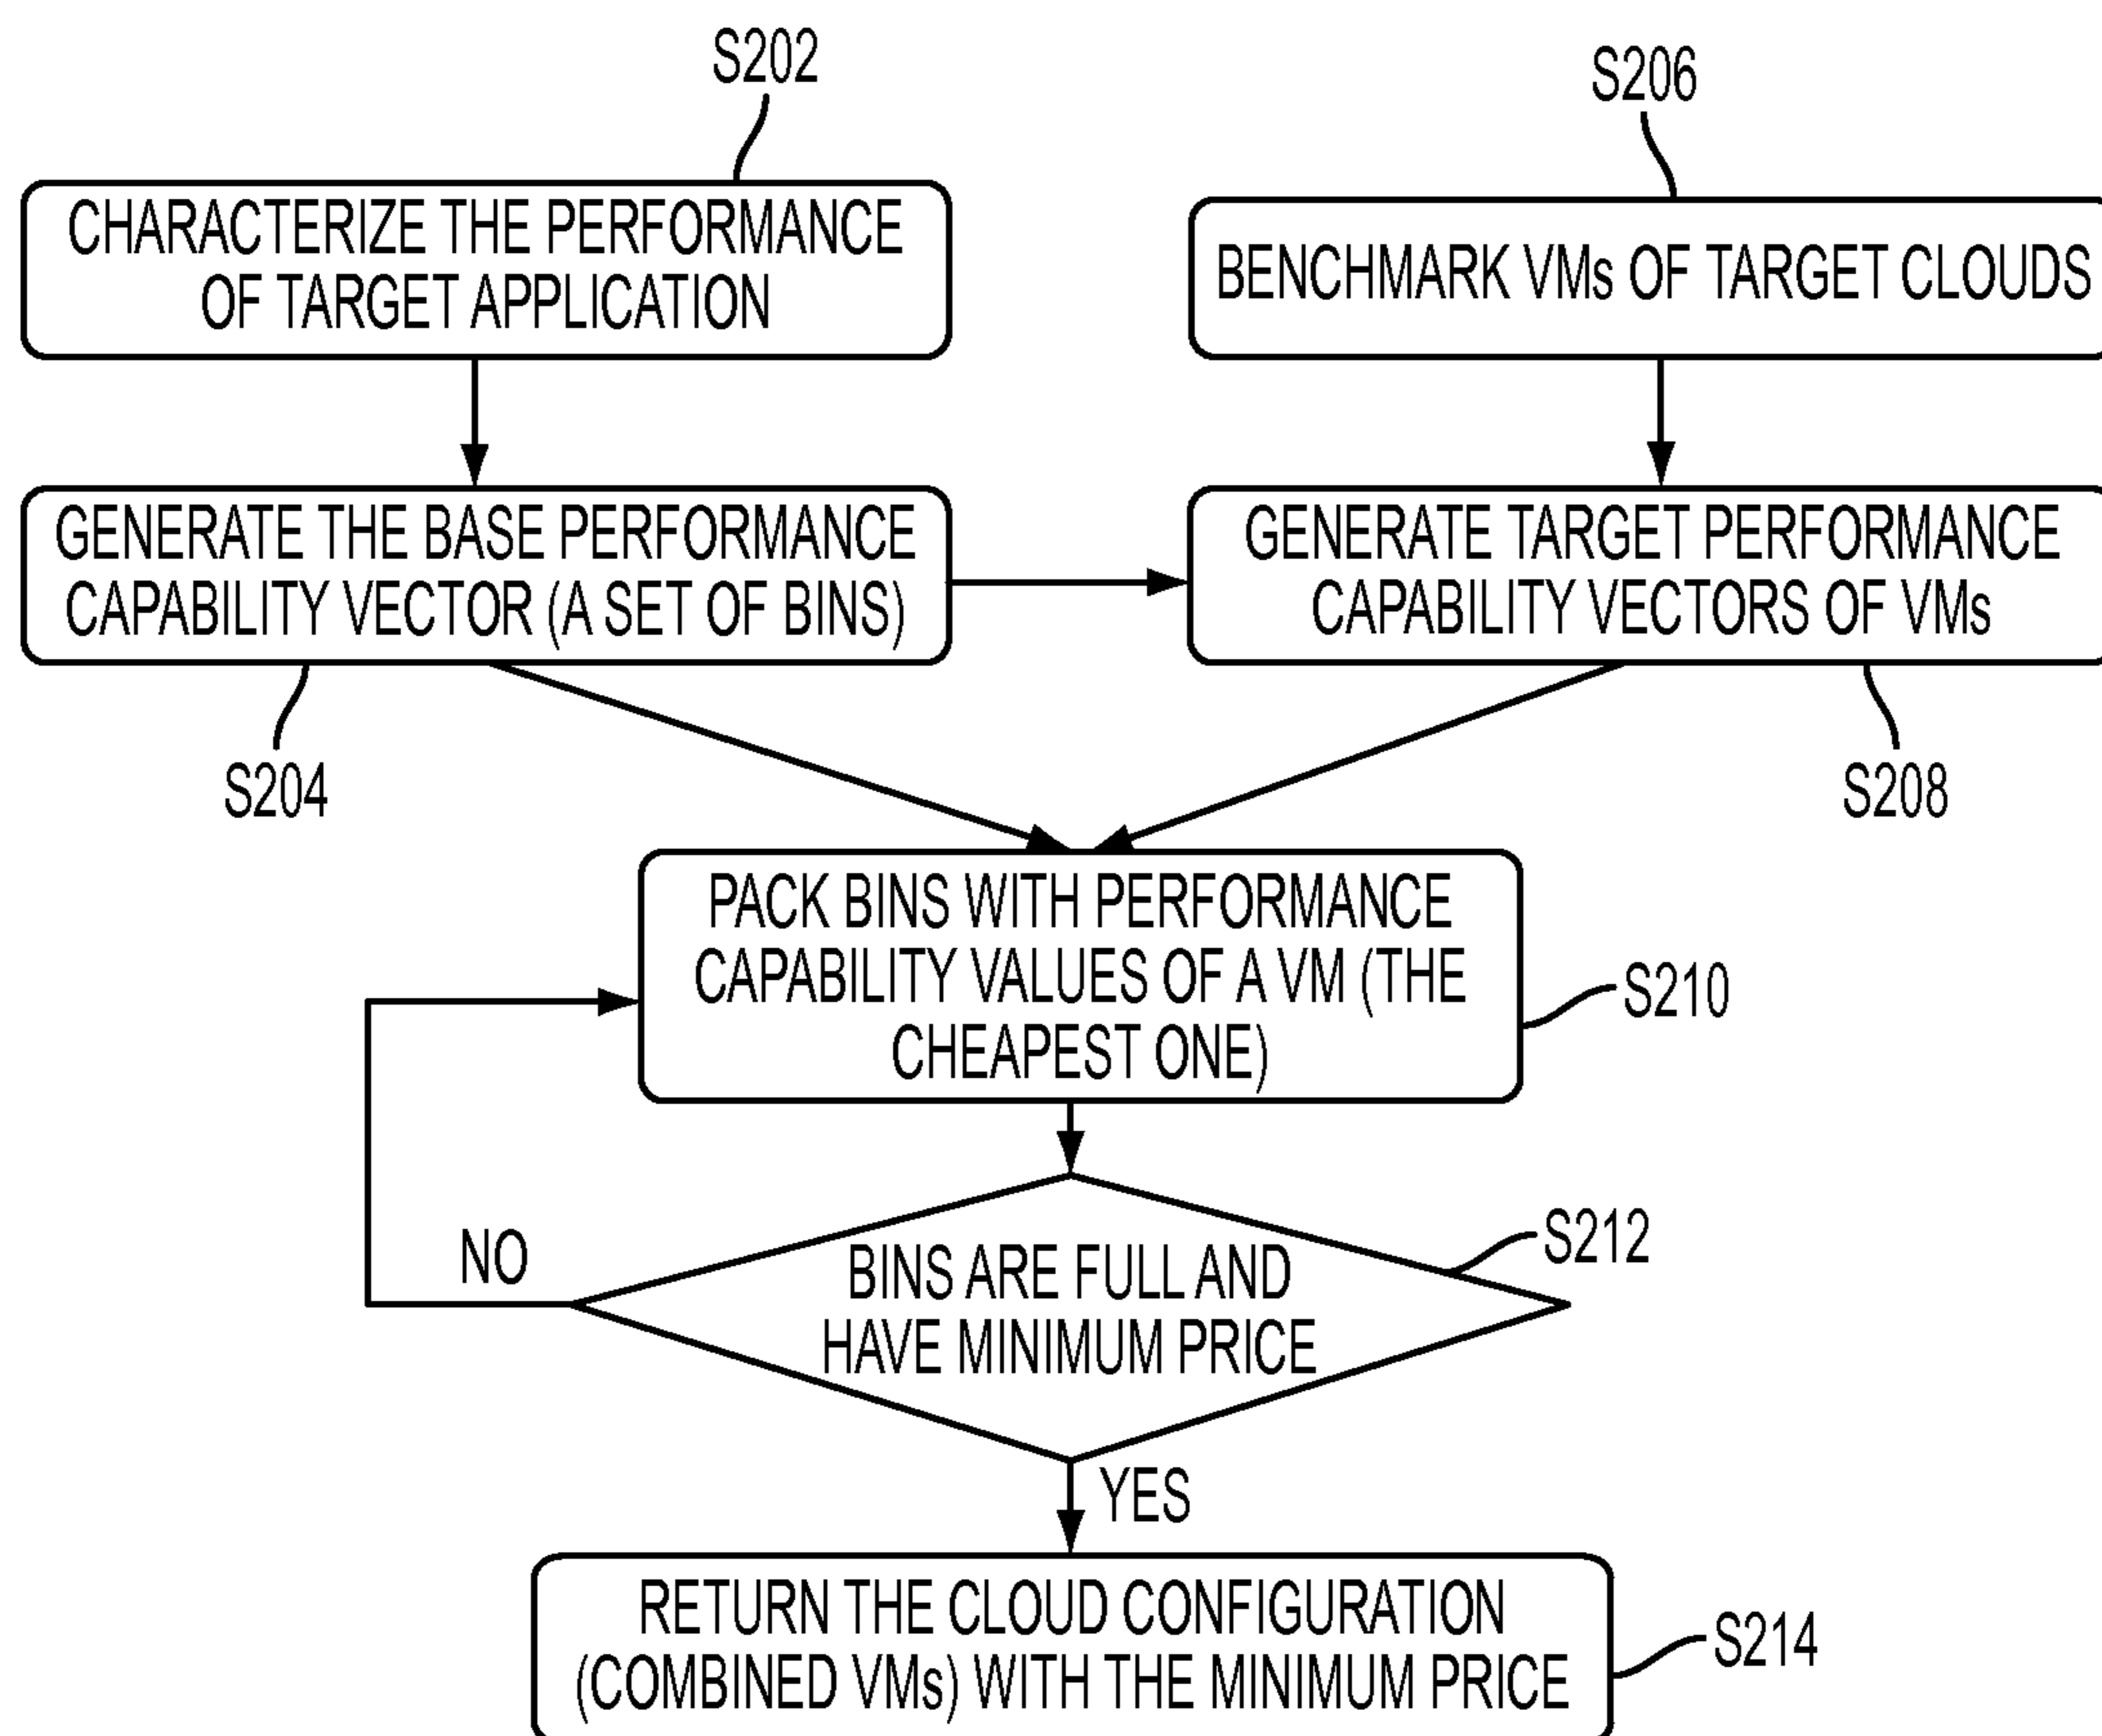 S202
S206
CHARACTERIZE THE PERFORMANCE
OF TARGET APPLICATION
BENCHMARK VMs OF TARGET CLOUDS
GENERATE THE BASE PERFORMANCE
CAPABILITY VECTOR (A SET OF BINS)
GENERATE TARGET PERFORMANCE
CAPABILITY VECTORS OF VMs
S204
S208
PACK BINS WITH PERFORMANCE
CAPABILITY VALUES OF A VM (THE
CHEAPEST ONE)
S210
NO
BINS ARE FULL AND
HAVE MINIMUM PRICE
S212
YES
RETURN THE CLOUD CONFIGURATION
(COMBINED VMs) WITH THE MINIMUM PRICE
S214